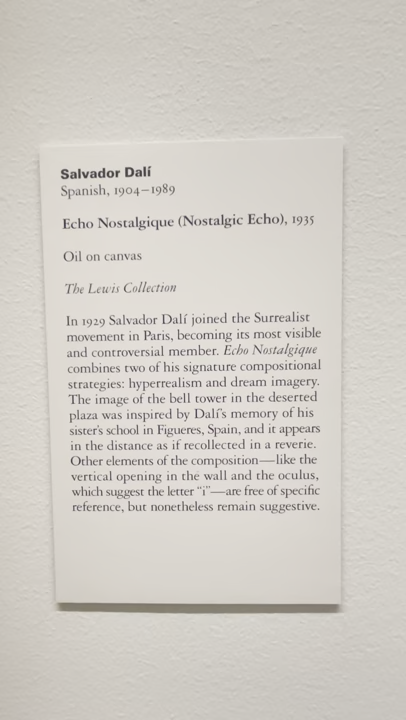 Salvador Dalí
Spanish, 1904–1989
Echo Nostalgique (Nostalgic Echo), 1935
Oil on canvas
The Lewis Collection
In 1929 Salvador Dalí joined the Surrealist
movement in Paris, becoming its most visible
and controversial member. Echo Nostalgique
combines two of his signature compositional
strategies: hyperrealism and dream imagery.
The image of the bell tower in the deserted
plaza was inspired by Dalí's memory of his
sister's school in Figueres, Spain, and it appears
in the distance as if recollected in a reverie.
Other elements of the composition—like the
vertical opening in the wall and the oculus,
which suggest the letter “i”—are free of specific
reference, but nonetheless remain suggestive.